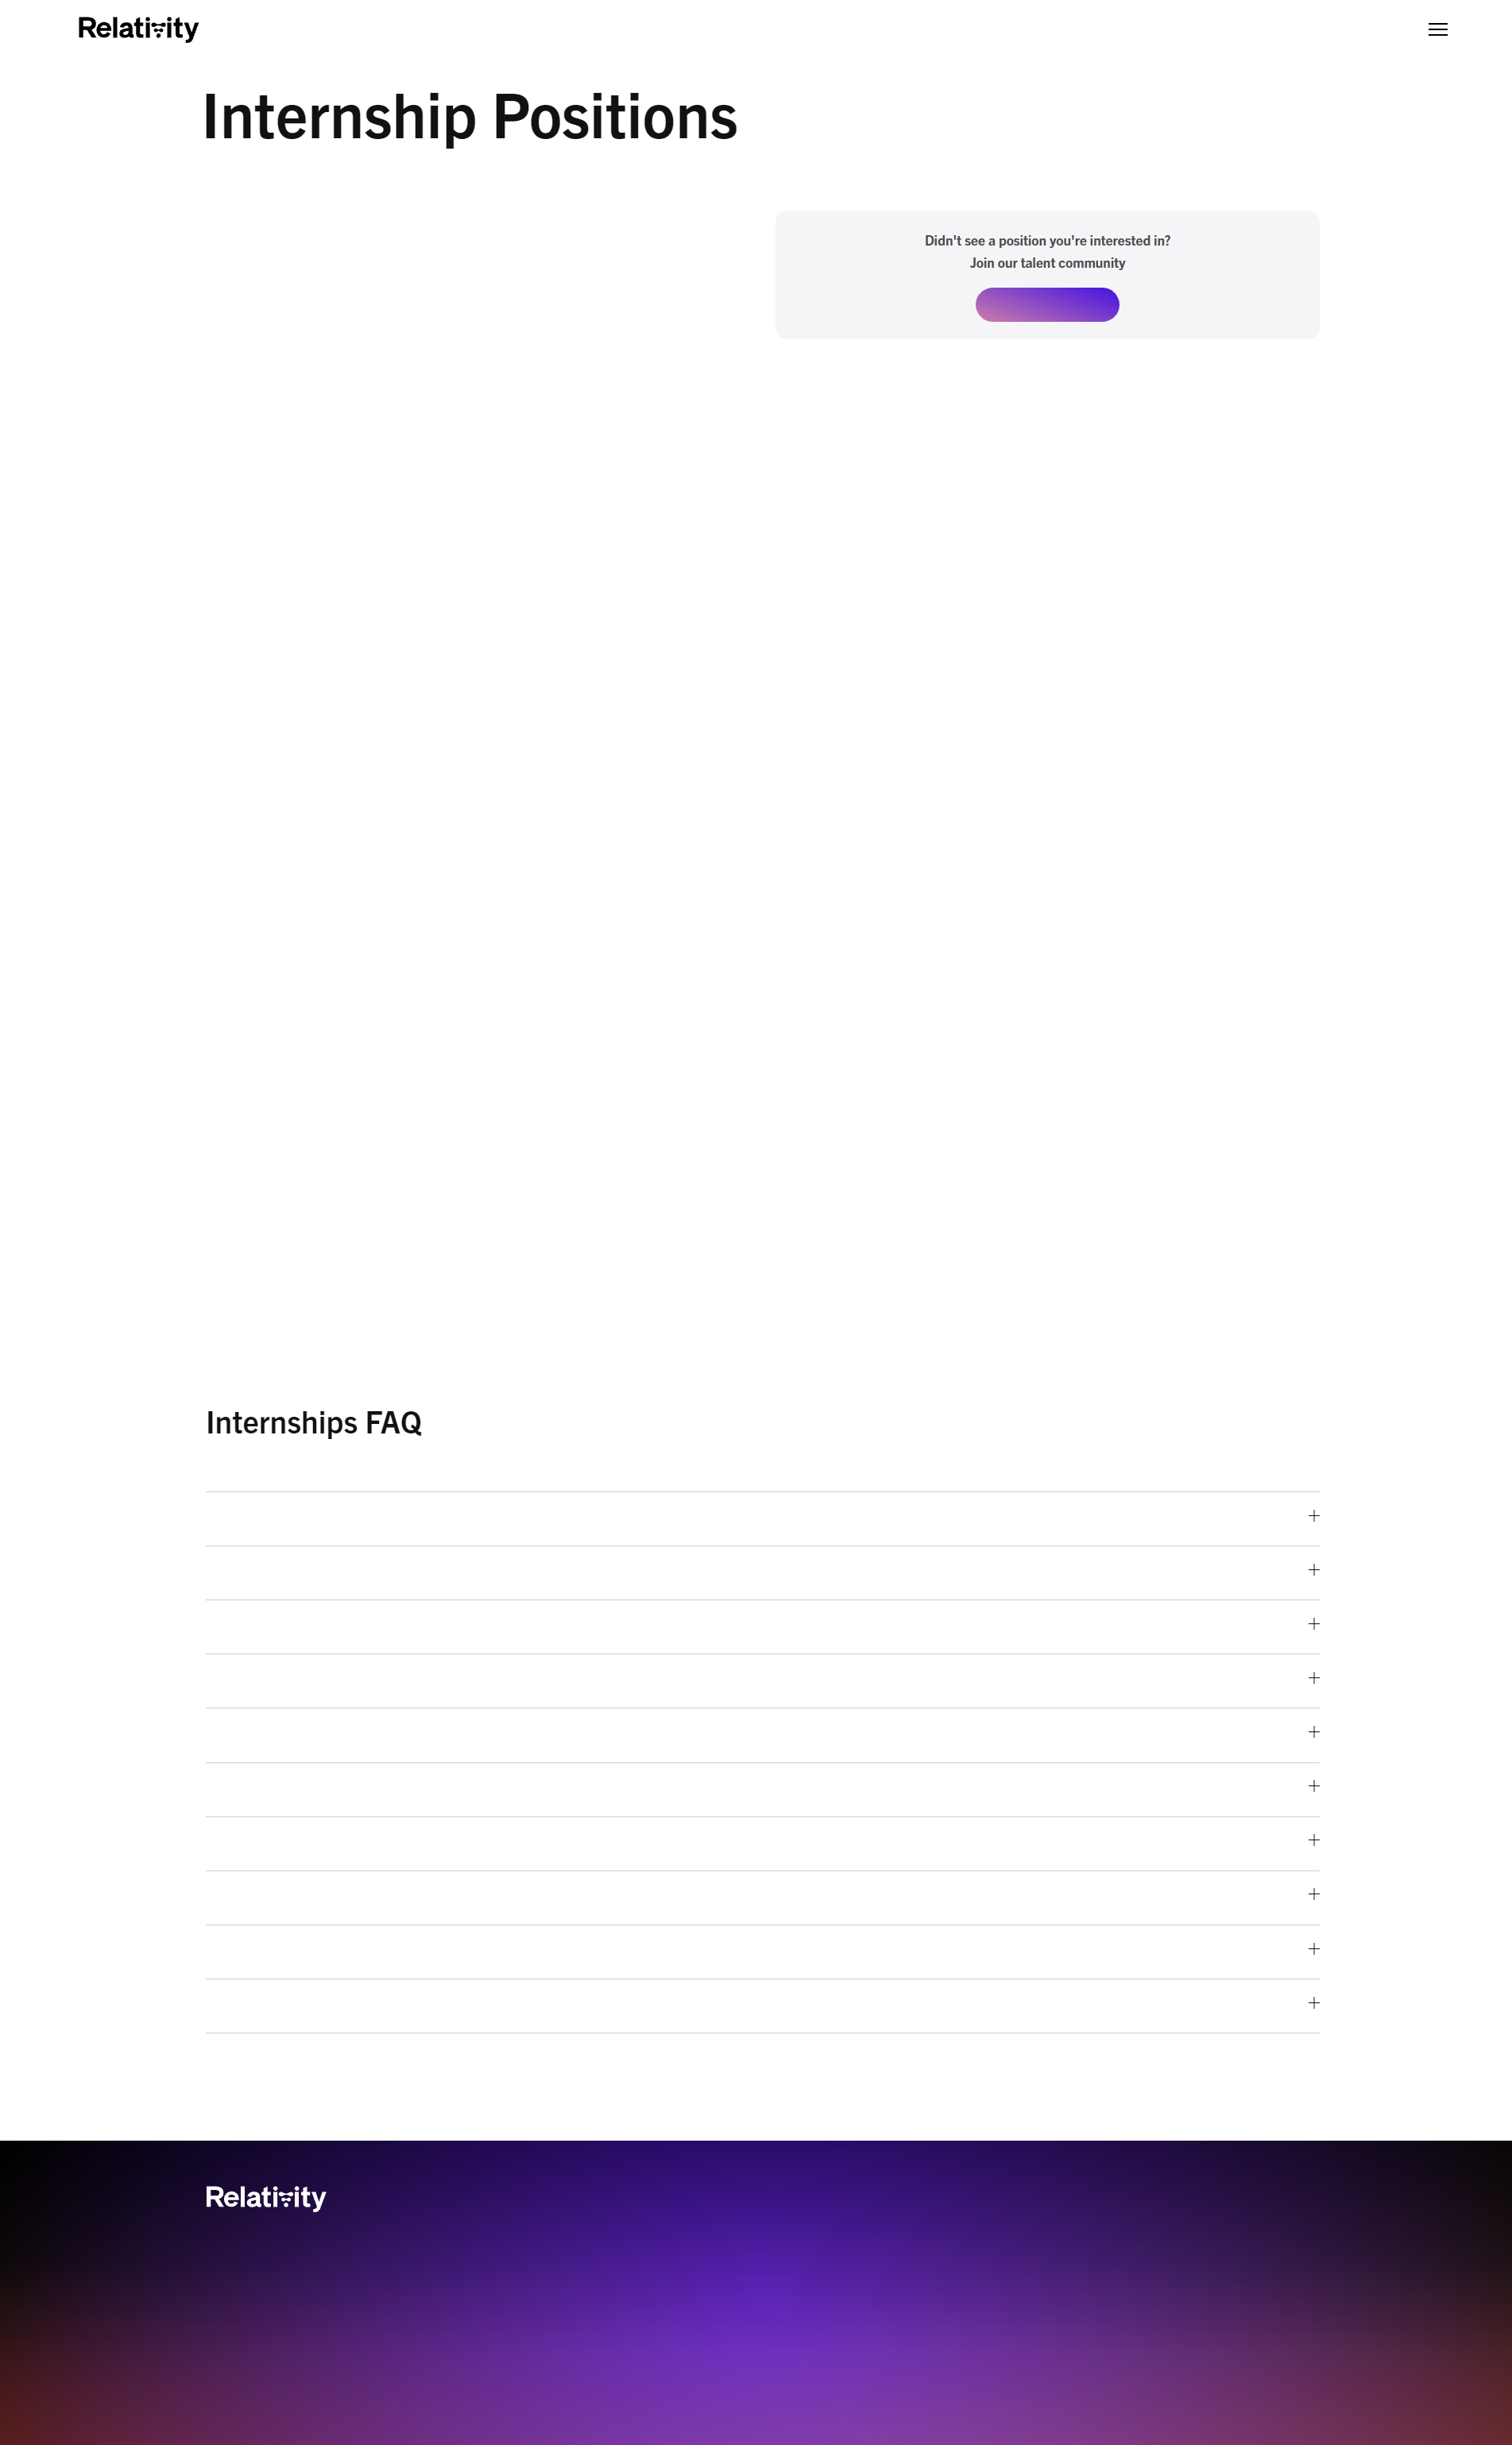 Relativity
Internship Positions
Didn't see a position you're interested in?
Join our talent community
Internships FAQ
Relativity